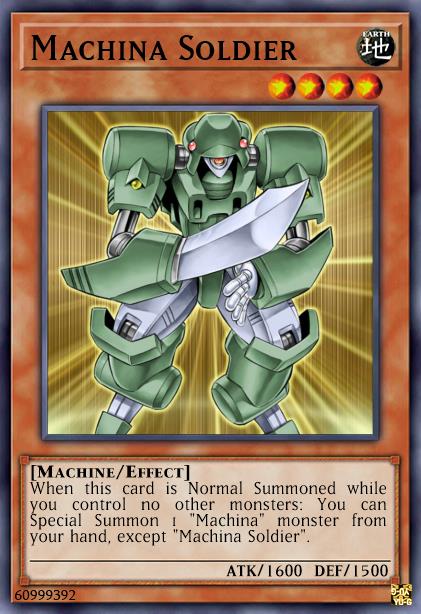 Machina Soldier
EARTH
地
[Machine/Effect]
When this card is Normal Summoned while
you control no other monsters: You can
Special Summon 1 "Machina" monster from
your hand, except "Machina Soldier".
ATK/1600 DEF/1500
60999392